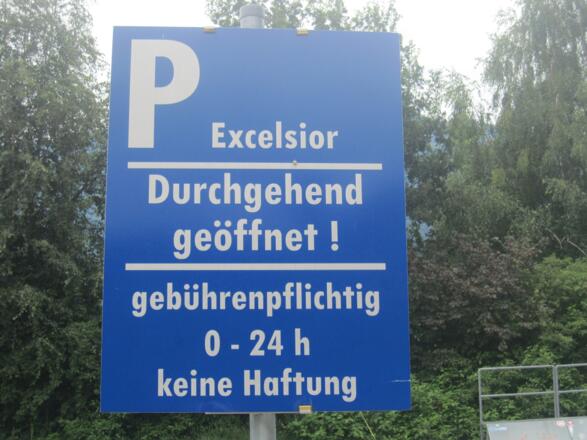 P
Excelsior
Durchgehend
geöffnet !
gebührenpflichtig
0 - 24 h
keine Haftung